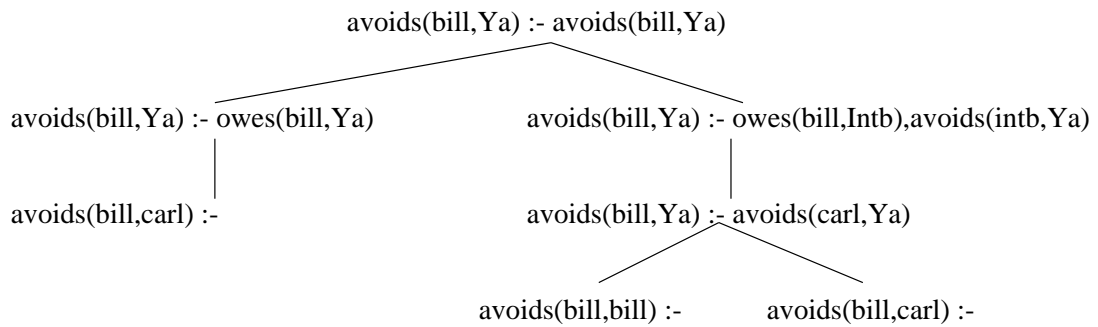 avoids(bill,Ya) :- avoids(bill,Ya)
avoids(bill,Ya) :- owes(bill,Ya)
avoids(bill,Ya) :- owes(bill,Intb),avoids(intb,Ya)
avoids(bill,carl) :-
avoids(bill,Ya) :- avoids(carl,Ya)
avoids(bill,bill) :-
avoids(bill,carl) :-